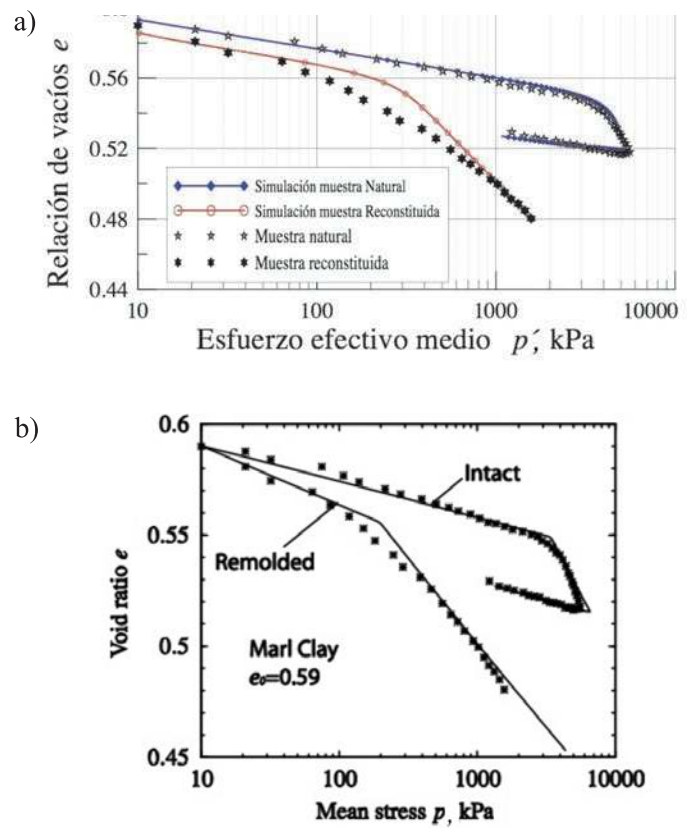 a)
Relación de vacíos e
0.56
0.52
0.48
0.44
Simulación muestra Natural
Simulación muestra Reconstituida
Muestra natural
Muestra reconstituida
10
100
1000
10000
Esfuerzo efectivo medio p´, kPa
b)
Void ratio e
0.6
0.55
0.5
0.45
Intact
Remolded
Marl Clay
e₀=0.59
10
100
1000
10000
Mean stress p, kPa